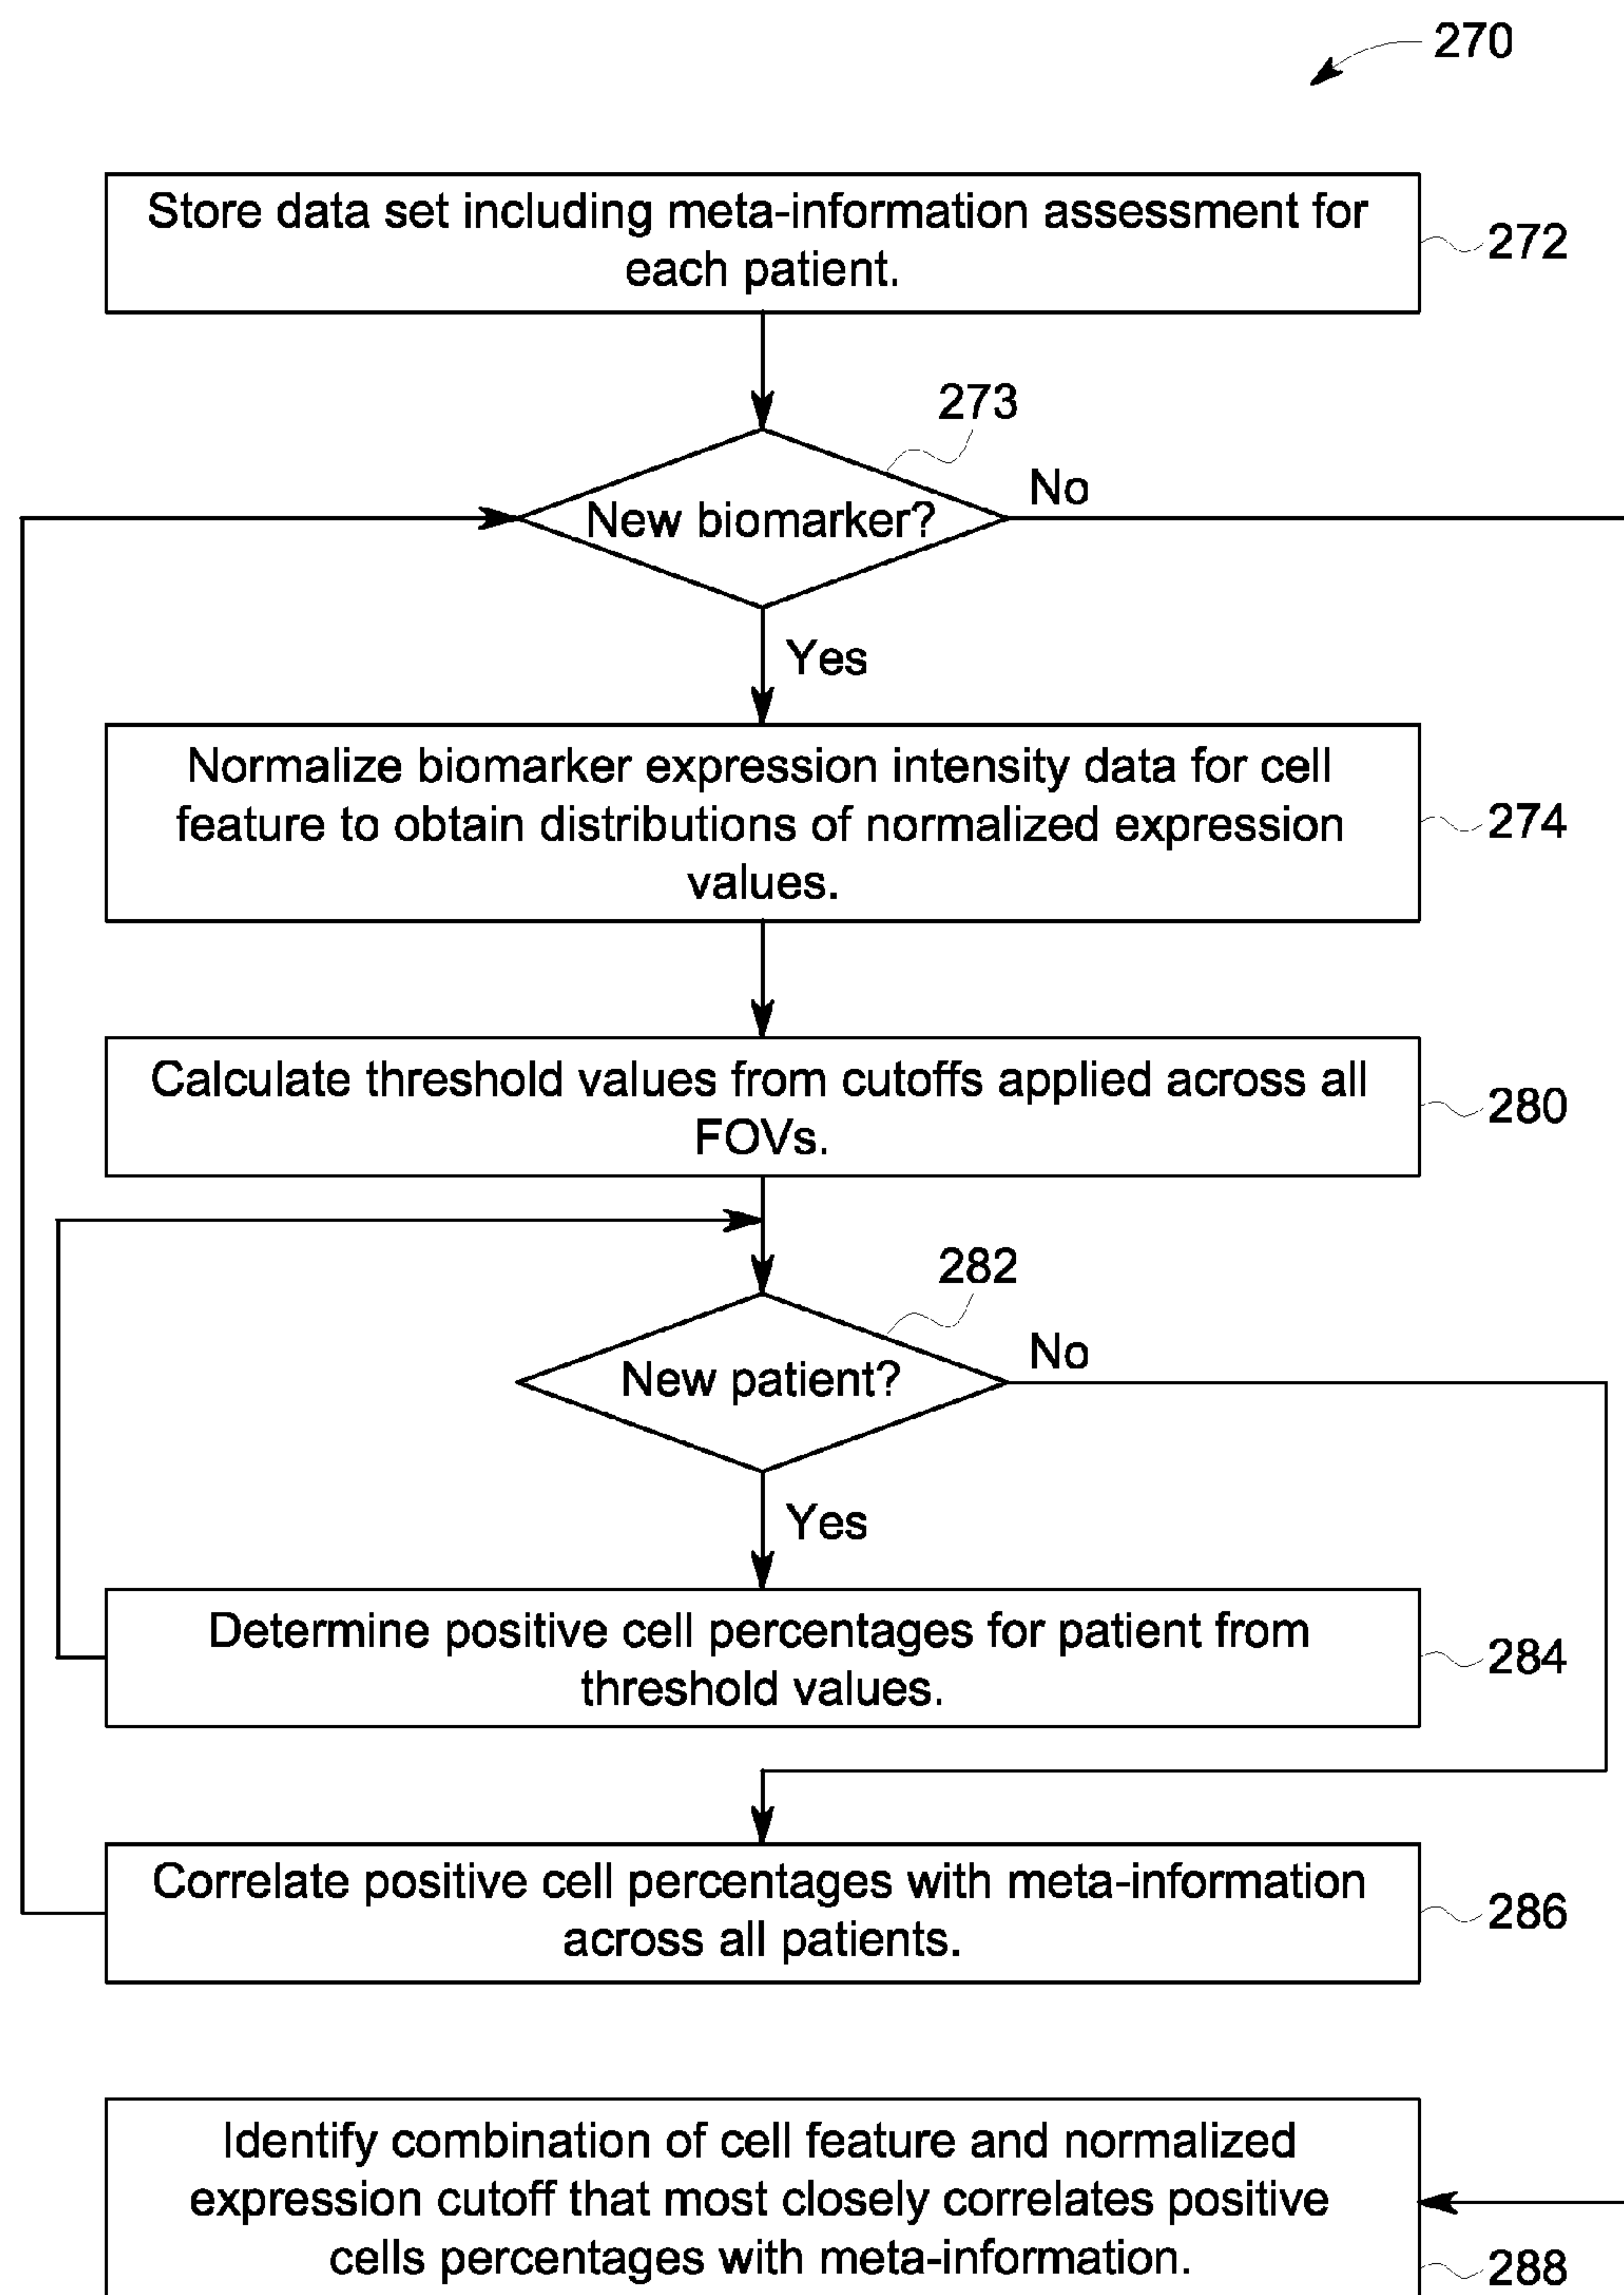 270
Store data set including meta-information assessment for
each patient.
272
273
New biomarker?
No
Yes
Normalize biomarker expression intensity data for cell
feature to obtain distributions of normalized expression
values.
274
Calculate threshold values from cutoffs applied across all
FOVs.
280
282
New patient?
No
Yes
Determine positive cell percentages for patient from
threshold values.
284
Correlate positive cell percentages with meta-information
across all patients.
286
Identify combination of cell feature and normalized
expression cutoff that most closely correlates positive
cells percentages with meta-information.
288